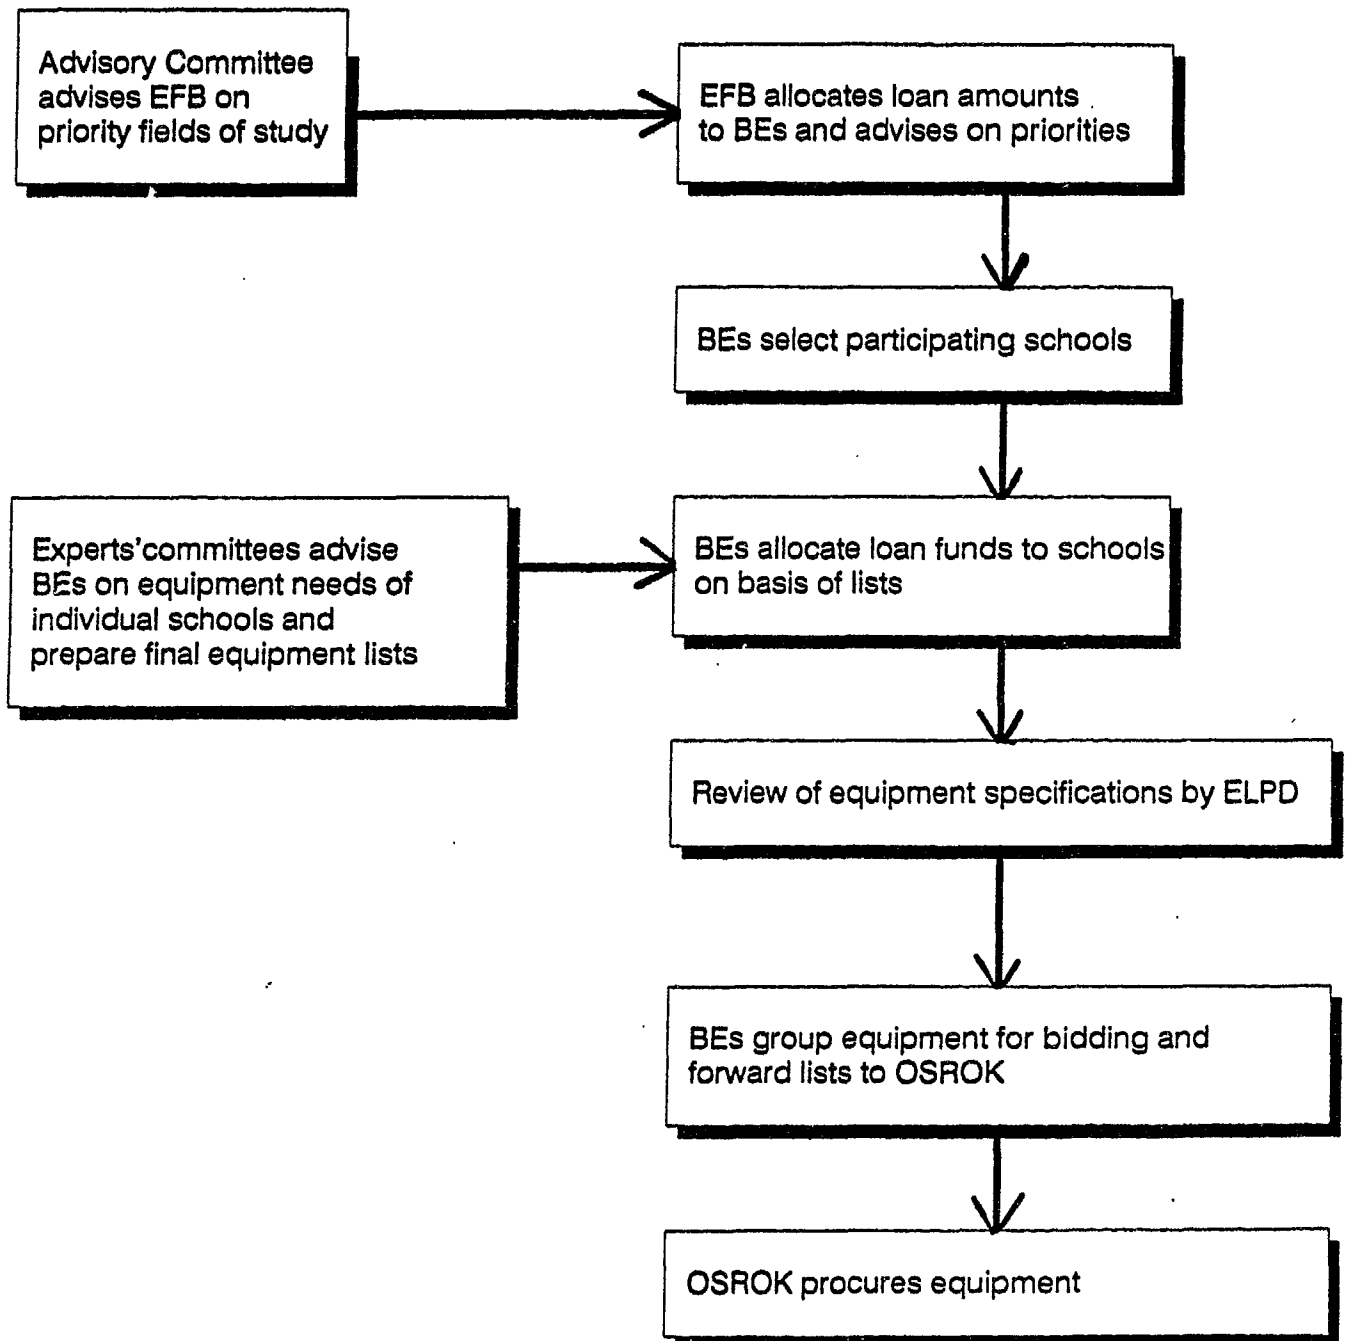 Advisory Committee
advises EFB on
priority fields of study
EFB allocates loan amounts
to BEs and advises on priorities
BEs select participating schools
Experts'committees advise
BEs on equipment needs of
individual schools and
prepare final equipment lists
BEs allocate loan funds to schools
on basis of lists
Review of equipment specifications by ELPD
BEs group equipment for bidding and
forward lists to OSROK
OSROK procures equipment